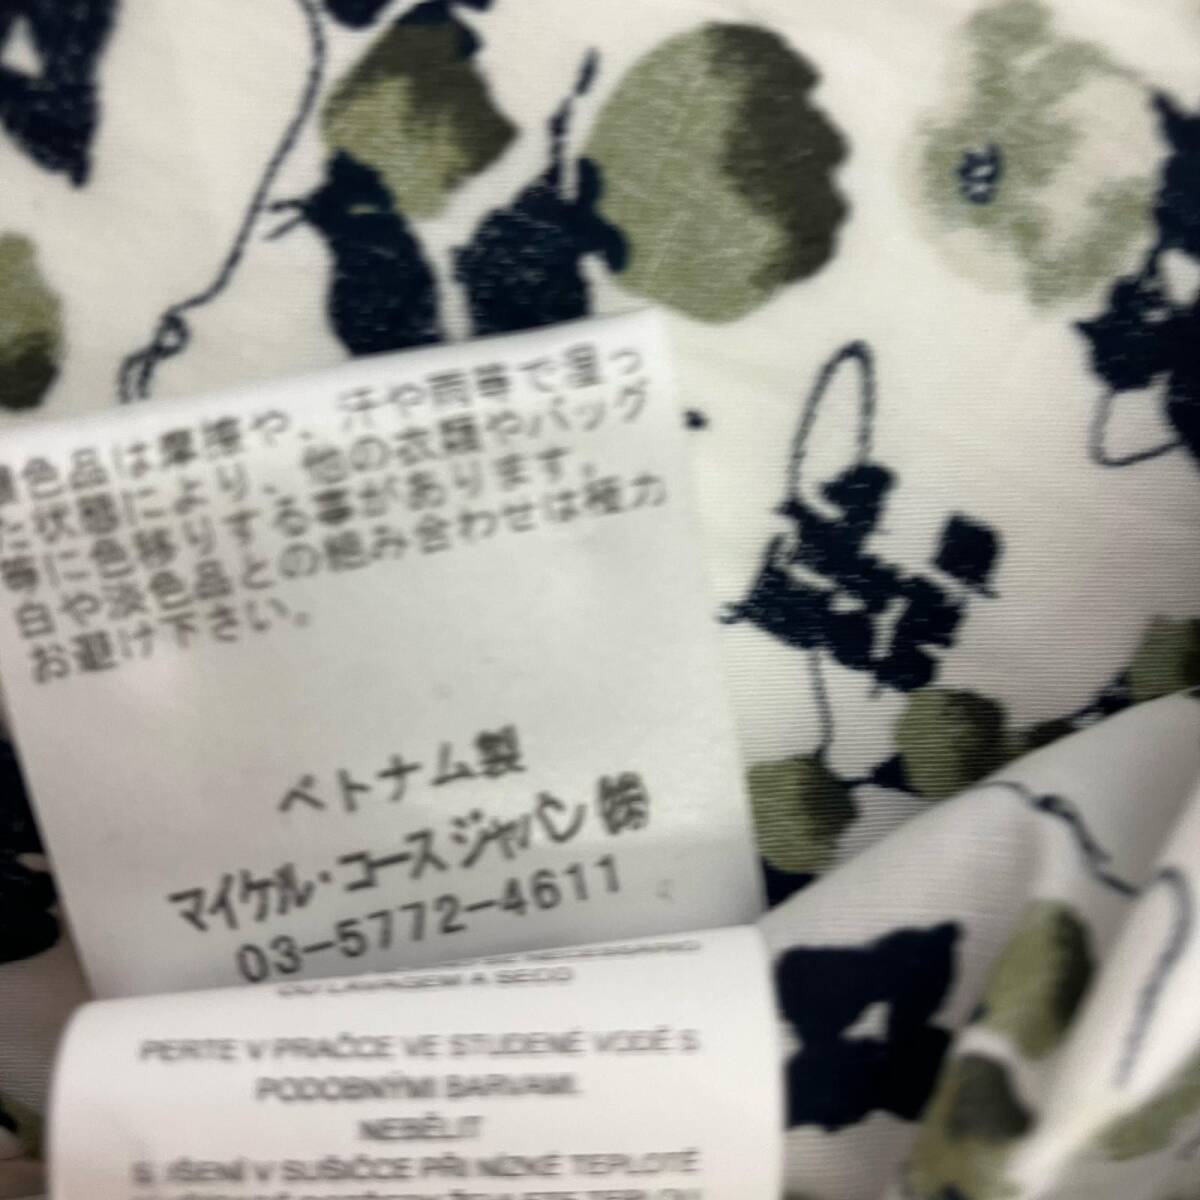 色品は摩擦や、汗や雨等で湿っ
た状態により、他の衣類やバッグ
等に色移りする事があります。
白や淡色品との組み合わせは極力
お避け下さい。
ベトナム製
マイケル・コースジャパン㈱
03-5772-4611
OU LAVAGEM A SECO
PERTE V PRAČCE VE STUDENÉ VODĚ S
PODOBNÝMI BARVAMI.
NEBĚLIT
SUŠENÍ V SUŠIČCE PŘI NÍZKÉ TEPLOTĚ